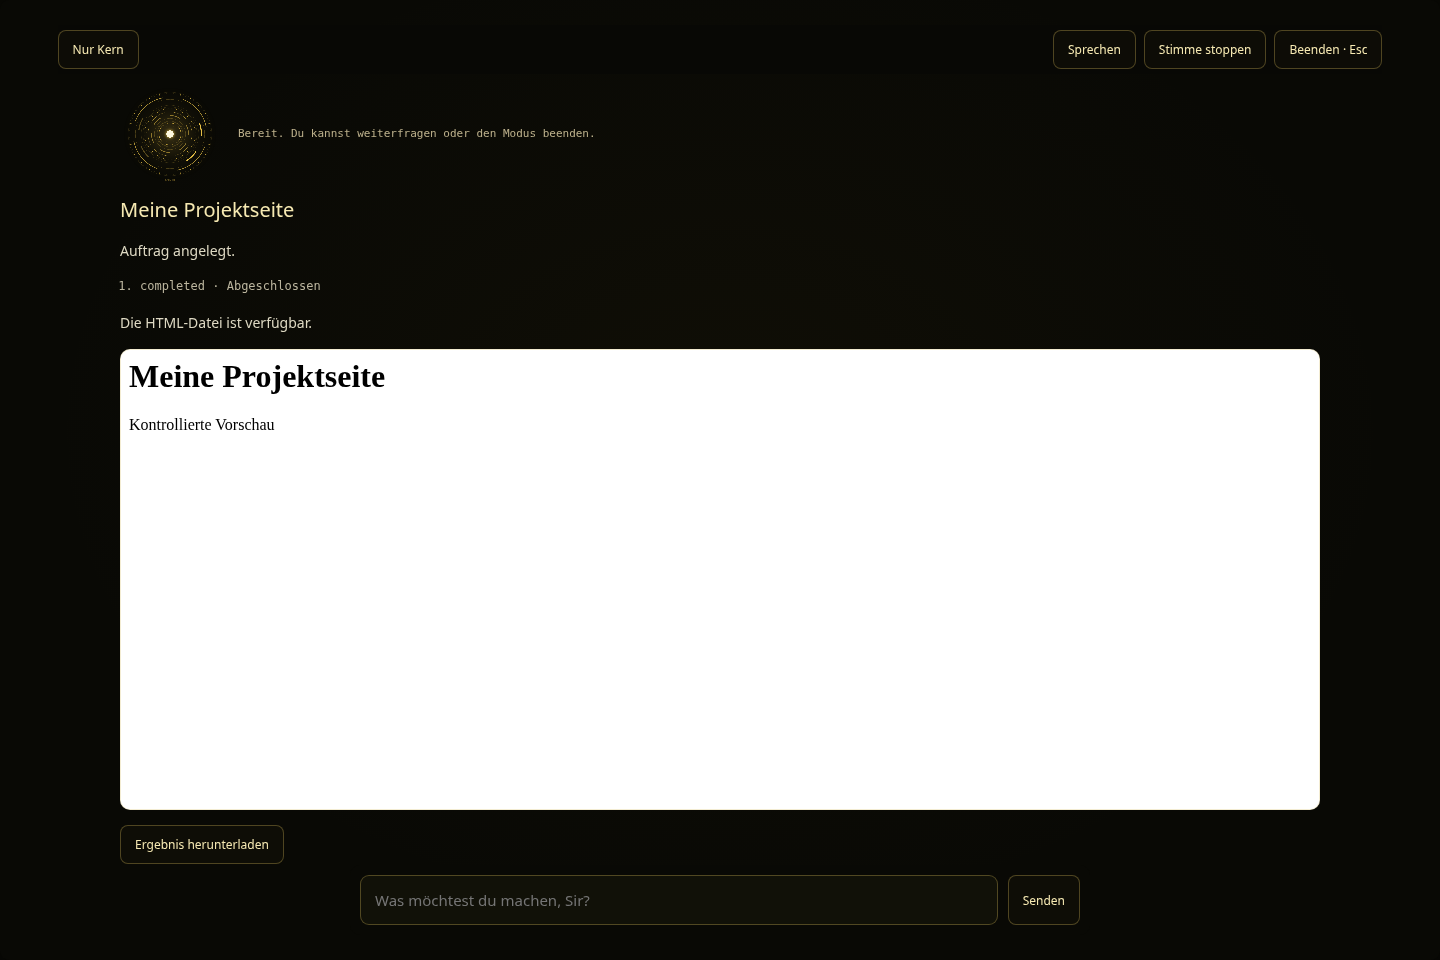 Nur Kern
Sprechen
Stimme stoppen
Beenden · Esc
Bereit. Du kannst weiterfragen oder den Modus beenden.
Meine Projektseite
Auftrag angelegt.
1. completed · Abgeschlossen
Die HTML-Datei ist verfügbar.
Meine Projektseite
Kontrollierte Vorschau
Ergebnis herunterladen
Was möchtest du machen, Sir?
Senden